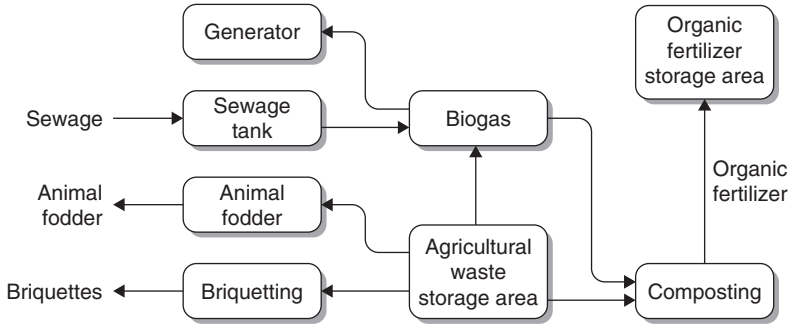 Generator
Organic
fertilizer
storage area
Sewage
Sewage
tank
Biogas
Organic
fertilizer
Animal
fodder
Animal
fodder
Agricultural
waste
storage area
Briquettes
Briquetting
Composting